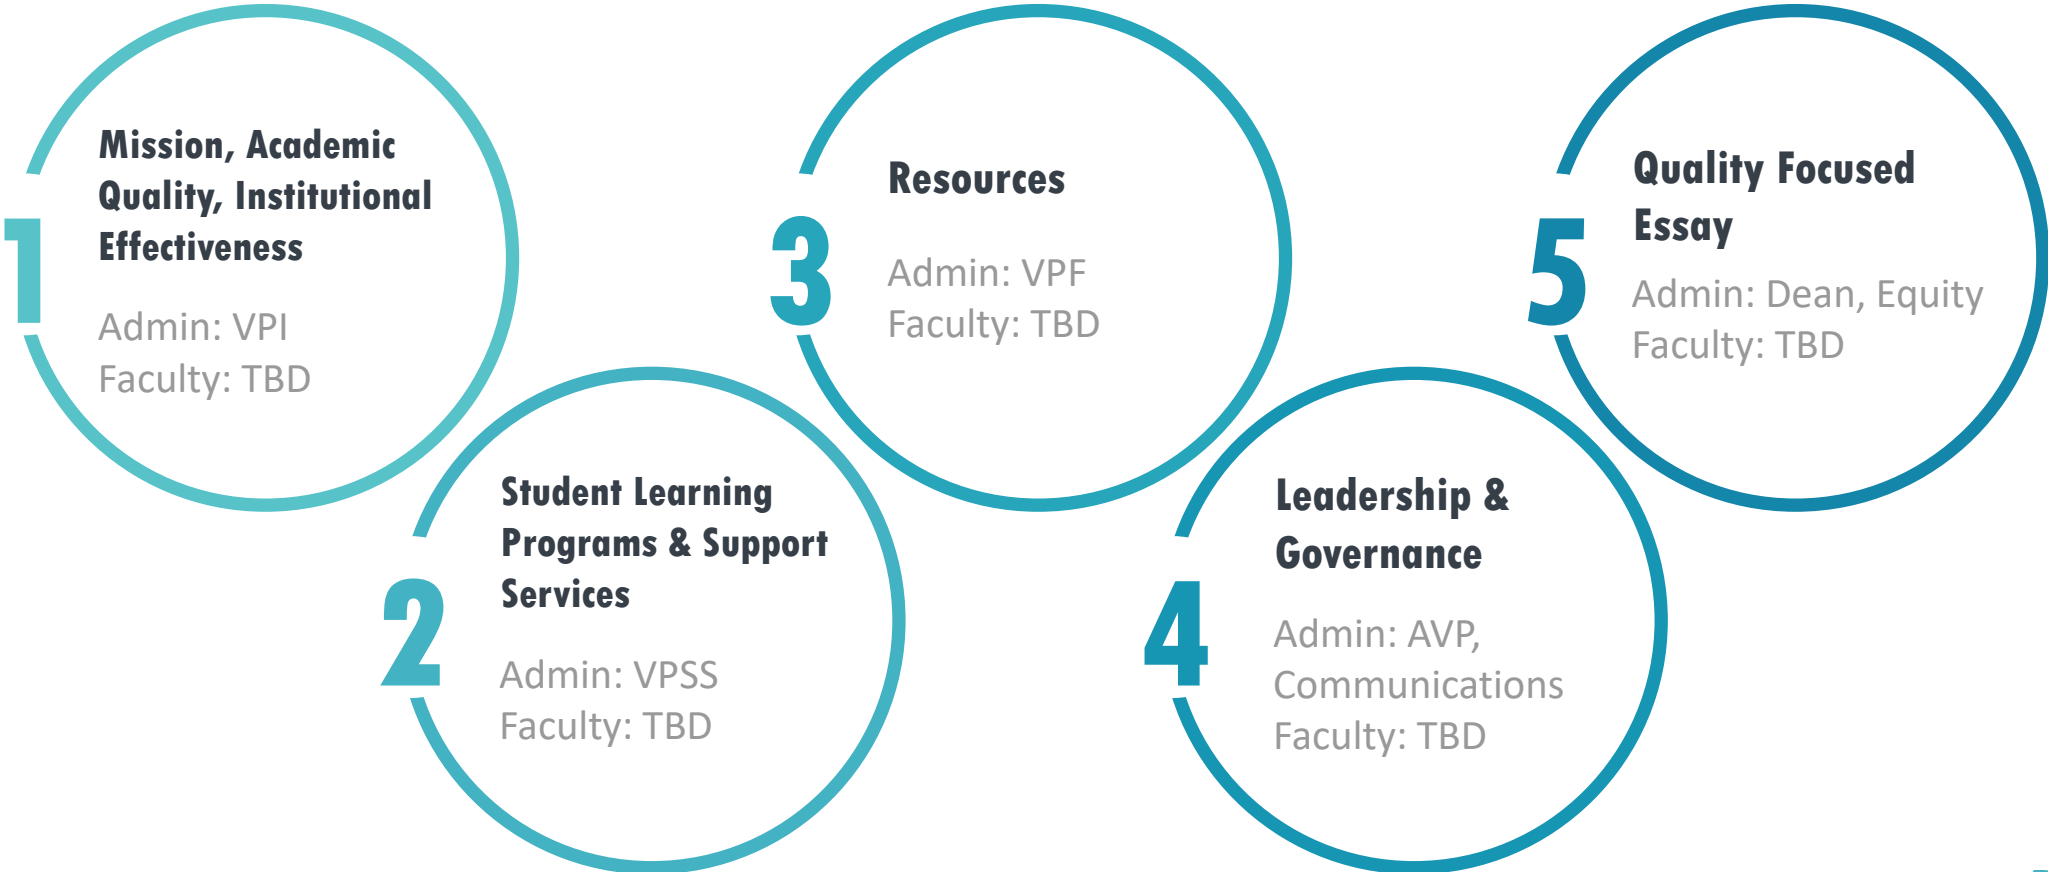 1
Mission, Academic
Quality, Institutional
Effectiveness
Admin: VPI
Faculty: TBD
2
Student Learning
Programs & Support
Services
Admin: VPSS
Faculty: TBD
3
Resources
Admin: VPF
Faculty: TBD
4
Leadership &
Governance
Admin: AVP,
Communications
Faculty: TBD
5
Quality Focused
Essay
Admin: Dean, Equity
Faculty: TBD